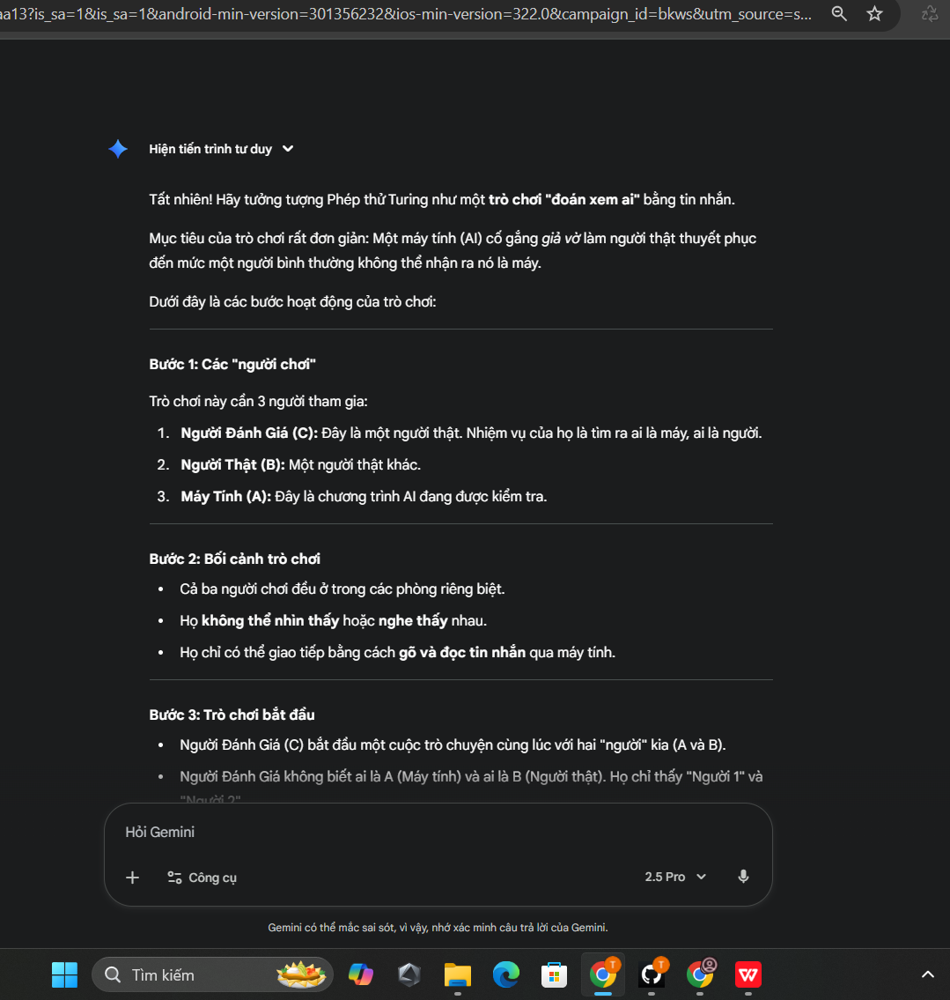 aa13?is_sa=1&is_sa=1&android-min-version=301356232&ios-min-version=322.0&campaign_id=bkws&utm_source=s...
Hiện tiến trình tư duy
Tất nhiên! Hãy tưởng tượng Phép thử Turing như một trò chơi "đoán xem ai" bằng tin nhắn.
Mục tiêu của trò chơi rất đơn giản: Một máy tính (AI) cố gắng giả vờ làm người thật thuyết phục
đến mức một người bình thường không thể nhận ra nó là máy.
Dưới đây là các bước hoạt động của trò chơi:
Bước 1: Các "người chơi"
Trò chơi này cần 3 người tham gia:
1. Người Đánh Giá (C): Đây là một người thật. Nhiệm vụ của họ là tìm ra ai là máy, ai là người.
2. Người Thật (B): Một người thật khác.
3. Máy Tính (A): Đây là chương trình AI đang được kiểm tra.
Bước 2: Bối cảnh trò chơi
• Cả ba người chơi đều ở trong các phòng riêng biệt.
• Họ không thể nhìn thấy hoặc nghe thấy nhau.
• Họ chỉ có thể giao tiếp bằng cách gõ và đọc tin nhắn qua máy tính.
Bước 3: Trò chơi bắt đầu
• Người Đánh Giá (C) bắt đầu một cuộc trò chuyện cùng lúc với hai "người" kia (A và B).
• Người Đánh Giá không biết ai là A (Máy tính) và ai là B (Người thật). Họ chỉ thấy "Người 1" và
"Người 2"
Hỏi Gemini
Công cụ
2.5 Pro
Gemini có thể mắc sai sót, vì vậy, nhớ xác minh câu trả lời của Gemini.
Tìm kiếm
T
T
W